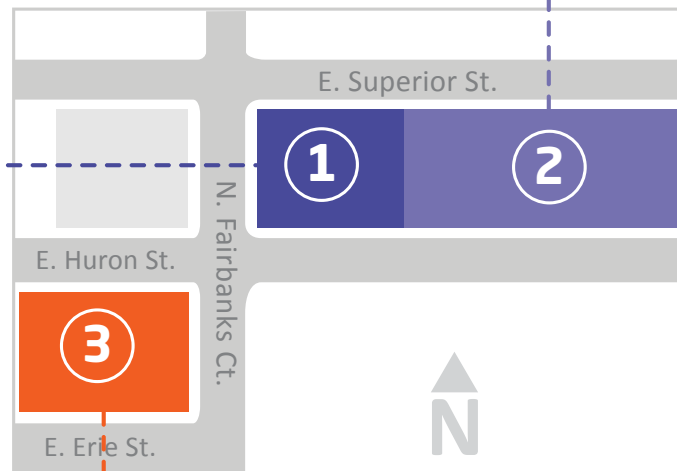 E. Superior St.
1
2
N. Fairbanks Ct.
E. Huron St.
3
N
E. Erie St.